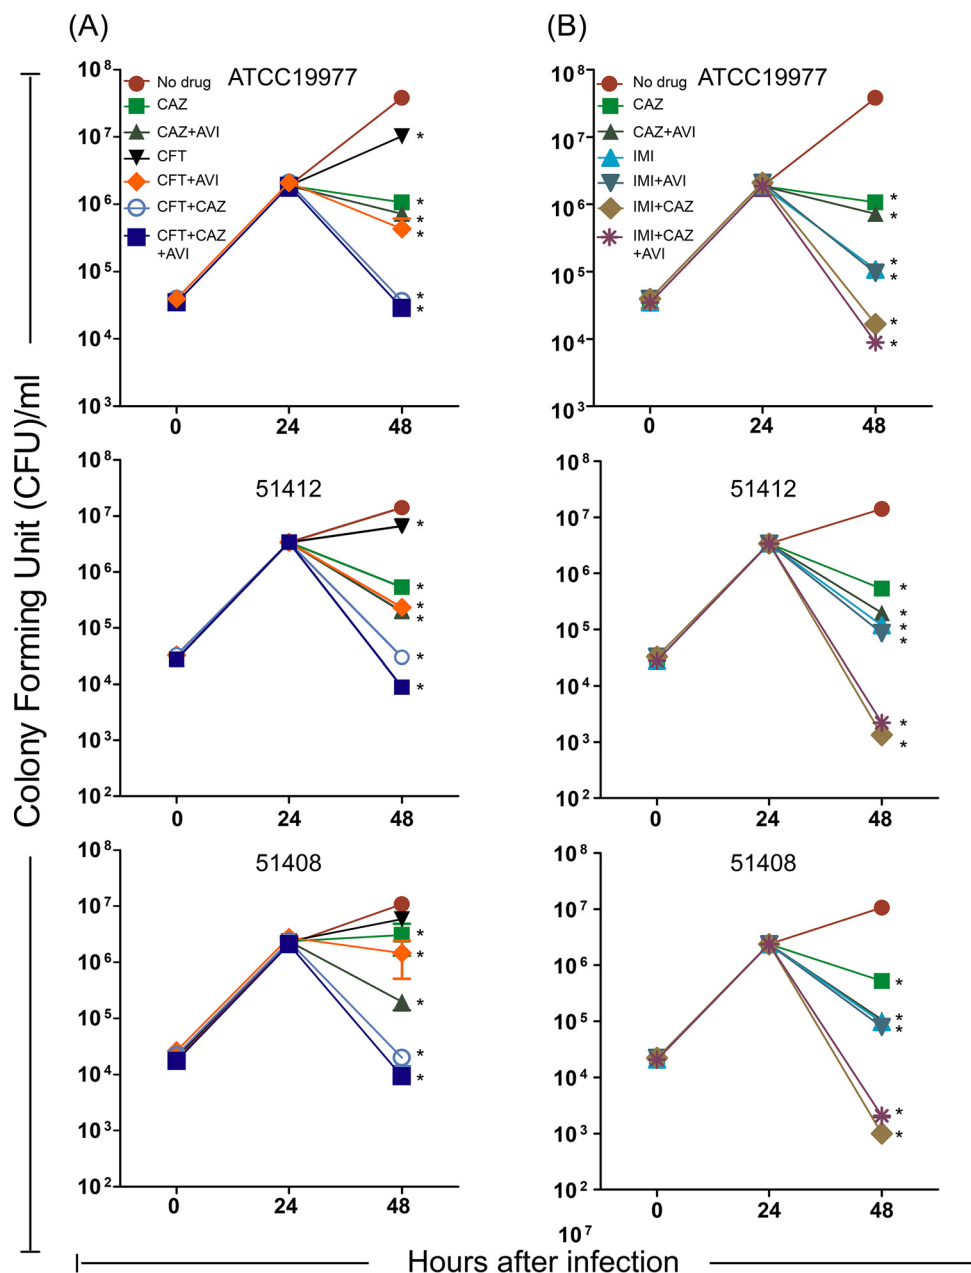 (A)
(B)
Colony Forming Unit (CFU)/ml
ATCC19977
10⁸
10⁷
10⁶
10⁵
10⁴
10³
No drug
CAZ
CAZ+AVI
CFT
CFT+AVI
CFT+CAZ
CFT+CAZ
+AVI
*
*
*
*
*
*
0 24 48
ATCC19977
10⁸
10⁷
10⁶
10⁵
10⁴
10³
No drug
CAZ
CAZ+AVI
IMI
IMI+AVI
IMI+CAZ
IMI+CAZ
+AVI
*
*
*
*
*
*
0 24 48
51412
10⁸
10⁷
10⁶
10⁵
10⁴
10³
10²
*
*
*
*
*
*
0 24 48
51412
10⁸
10⁷
10⁶
10⁵
10⁴
10³
10²
*
*
*
*
*
*
0 24 48
51408
10⁸
10⁷
10⁶
10⁵
10⁴
10³
10²
*
*
*
*
*
0 24 48
51408
10⁸
10⁷
10⁶
10⁵
10⁴
10³
10²
*
*
*
*
*
0 24 48
10⁷
Hours after infection